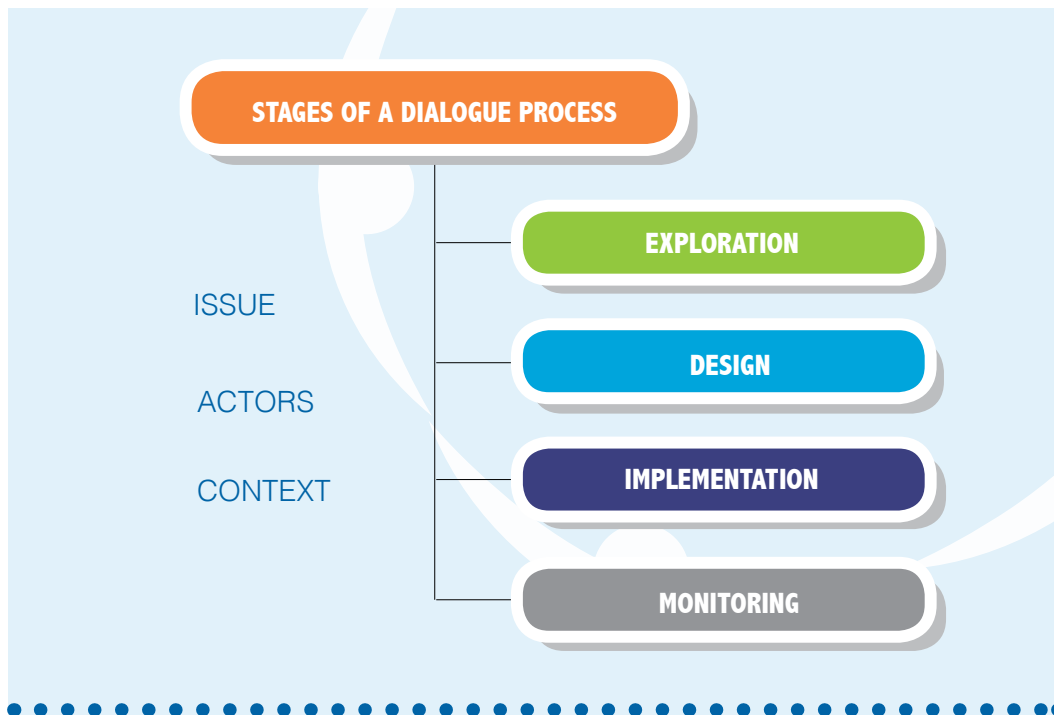 STAGES OF A DIALOGUE PROCESS
EXPLORATION
ISSUE
DESIGN
ACTORS
IMPLEMENTATION
CONTEXT
MONITORING